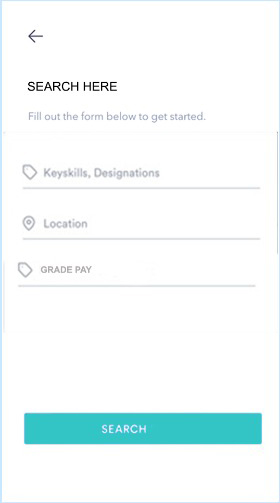 SEARCH HERE
Fill out the form below to get started.
Keyskills, Designations
Location
GRADE PAY
SEARCH